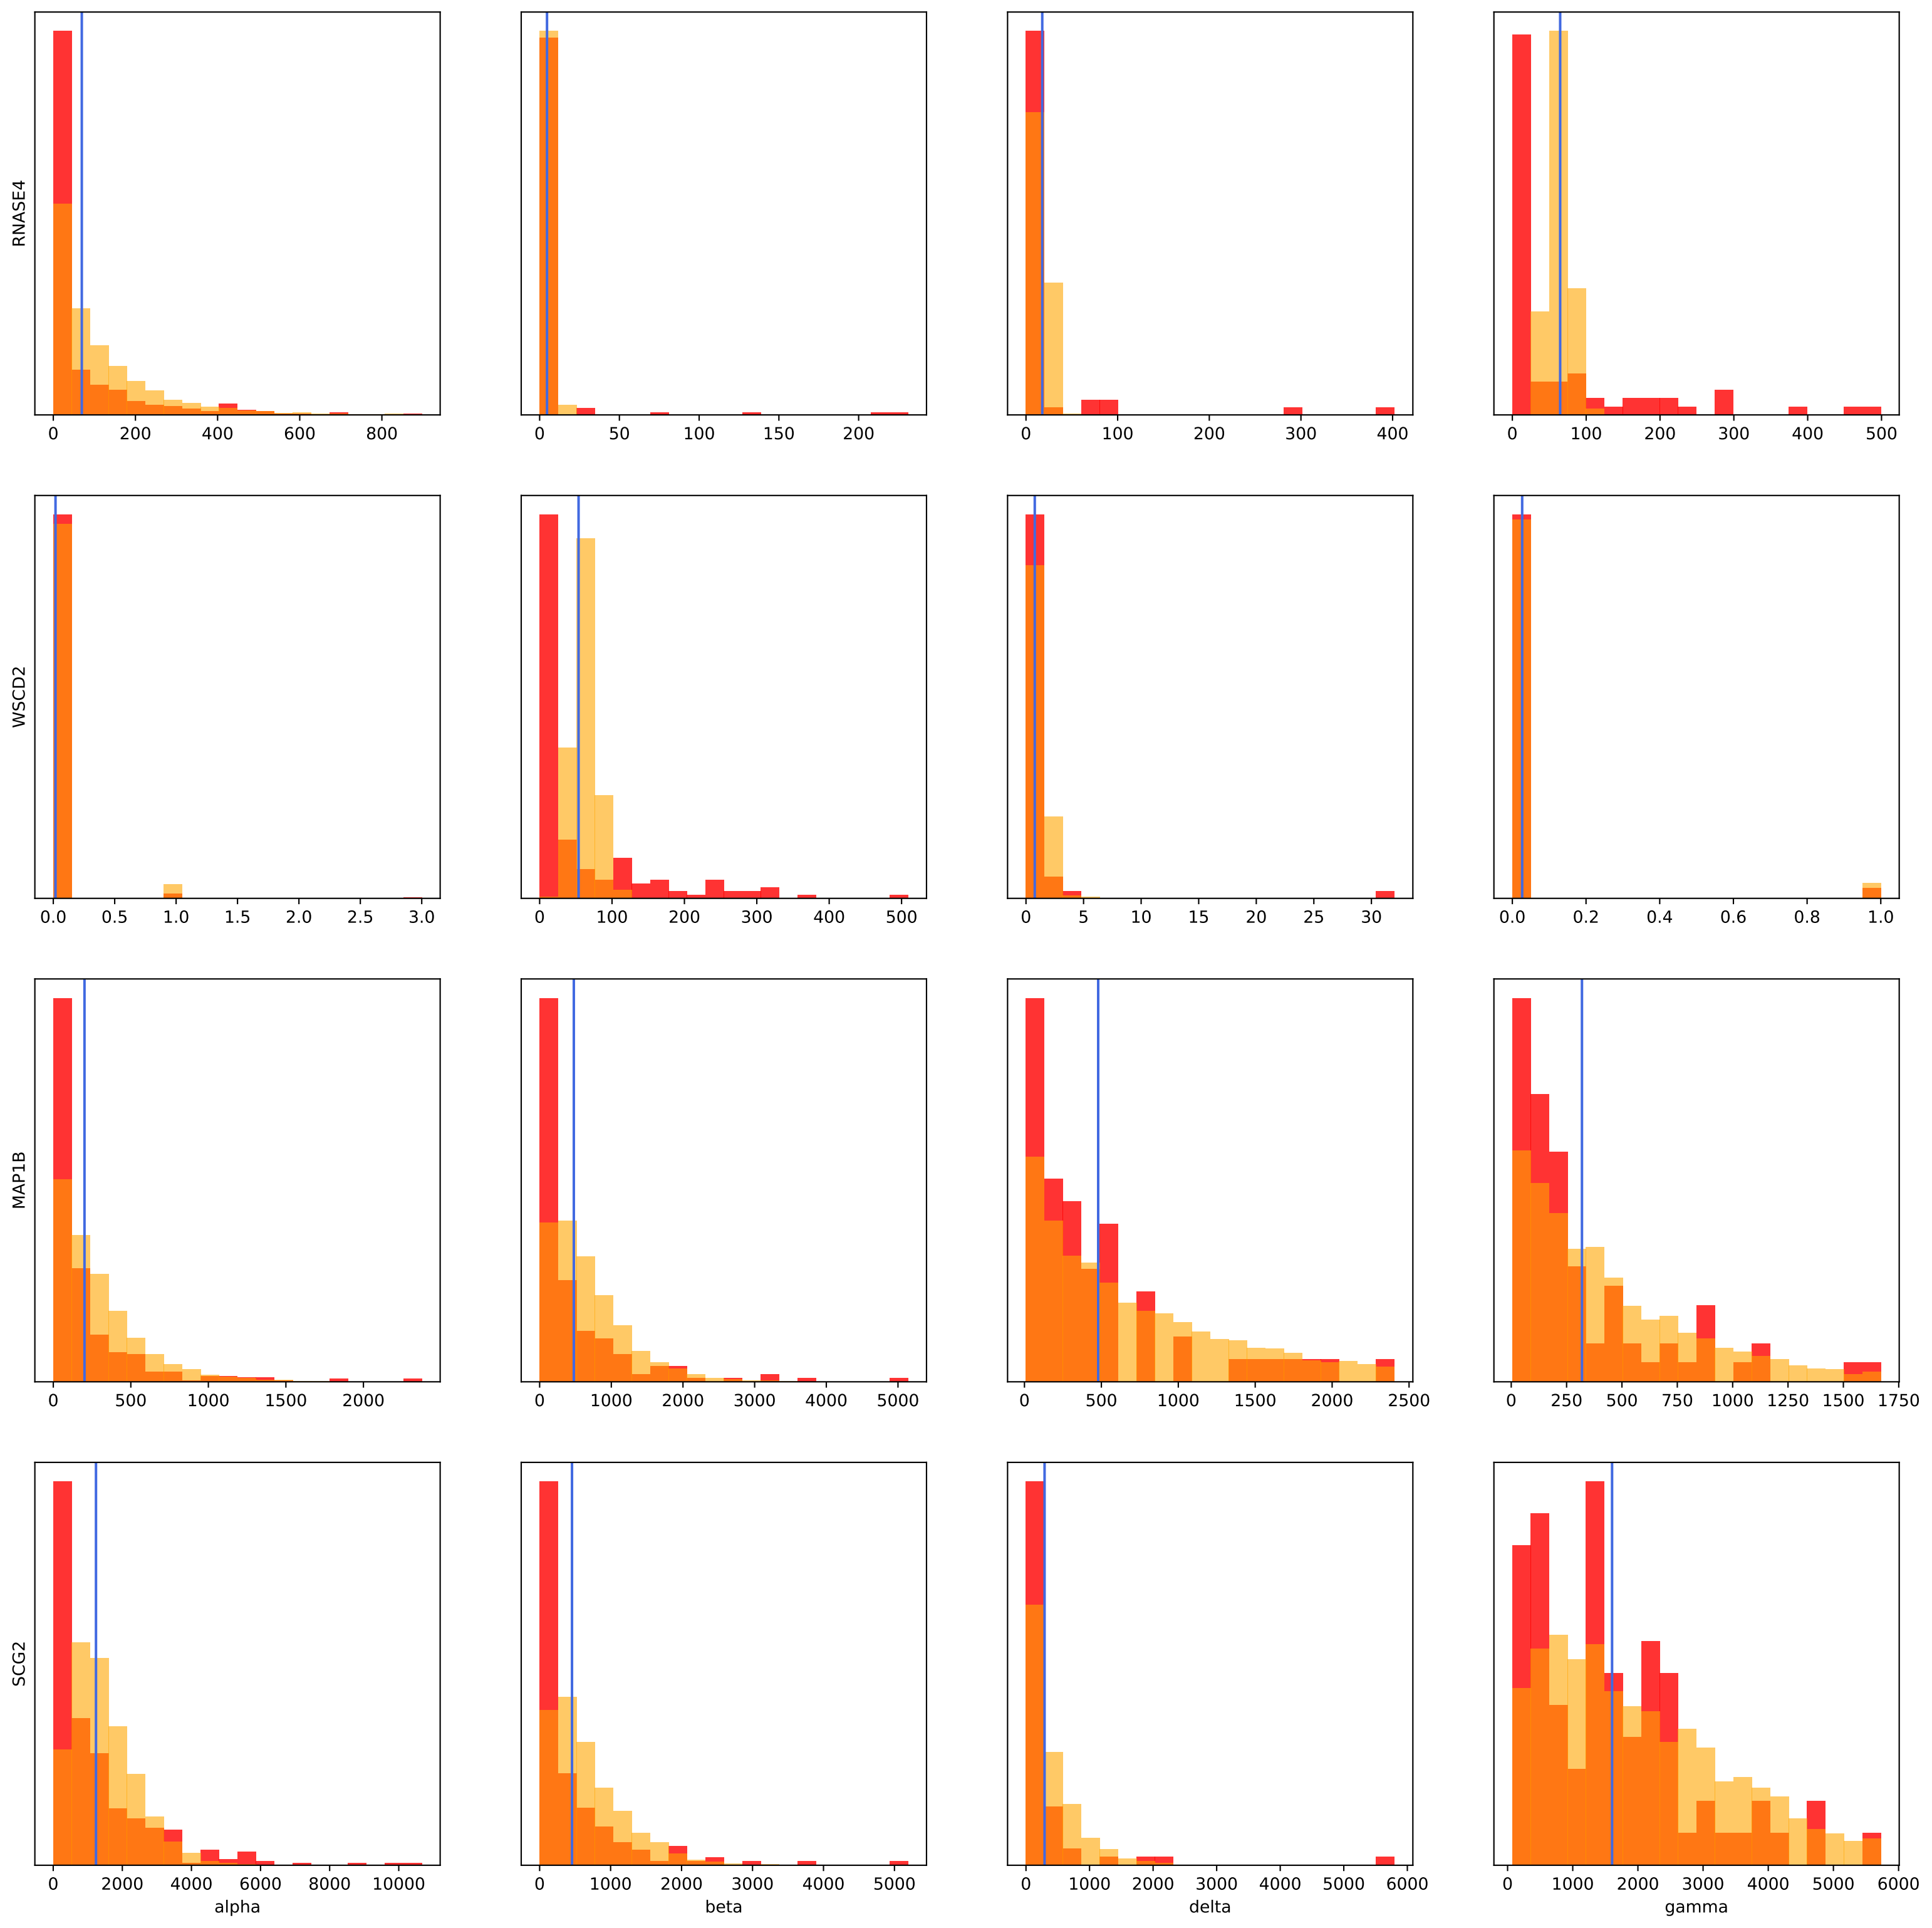 RNASE4
0 200 400 600 800
0 50 100 150 200
0 100 200 300 400
0 100 200 300 400 500
WSCD2
0.0 0.5 1.0 1.5 2.0 2.5 3.0
0 100 200 300 400 500
0 5 10 15 20 25 30
0.0 0.2 0.4 0.6 0.8 1.0
MAP1B
0 500 1000 1500 2000
0 1000 2000 3000 4000 5000
0 500 1000 1500 2000 2500
0 250 500 750 1000 1250 1500 1750
SCG2
0 2000 4000 6000 8000 10000
0 1000 2000 3000 4000 5000
0 1000 2000 3000 4000 5000 6000
0 1000 2000 3000 4000 5000 6000
alpha
beta
delta
gamma